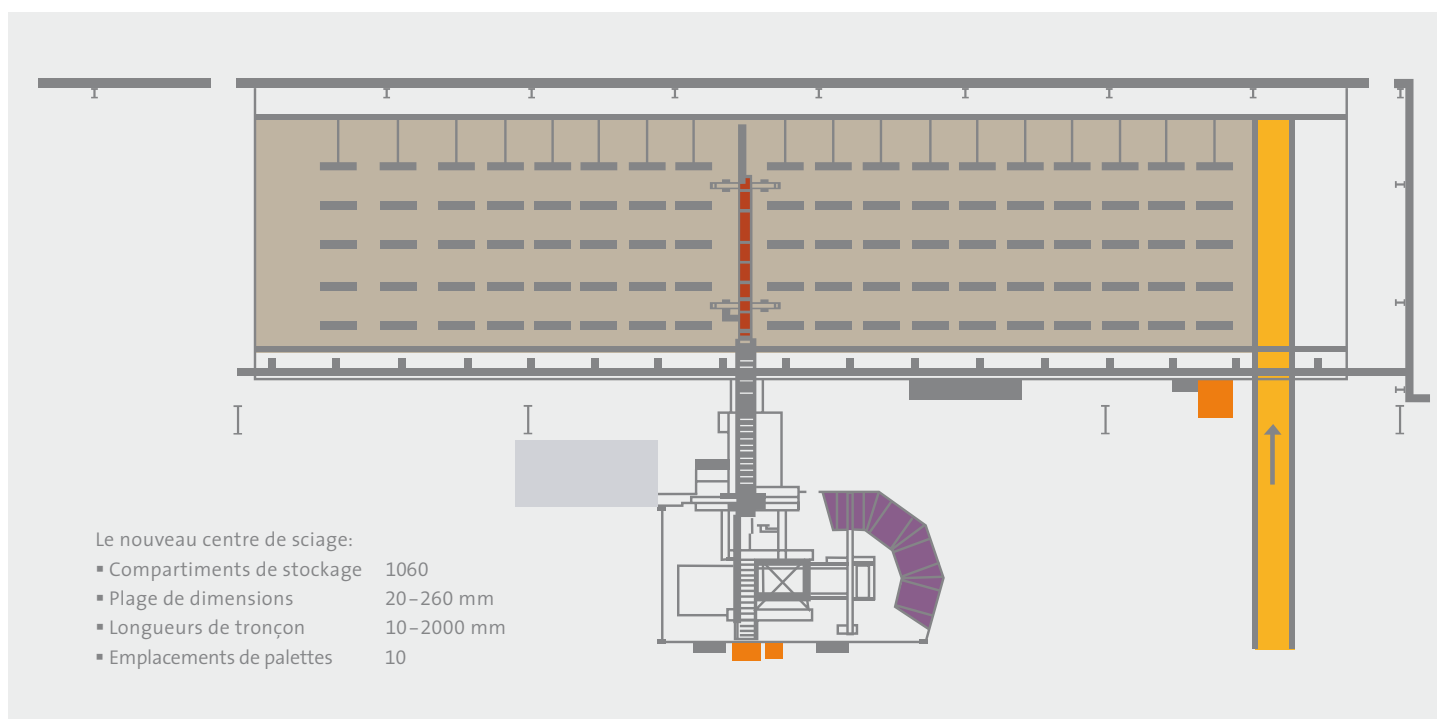 Le nouveau centre de sciage:
▪ Compartiments de stockage 1060
▪ Plage de dimensions 20–260 mm
▪ Longueurs de tronçon 10–2000 mm
▪ Emplacements de palettes 10